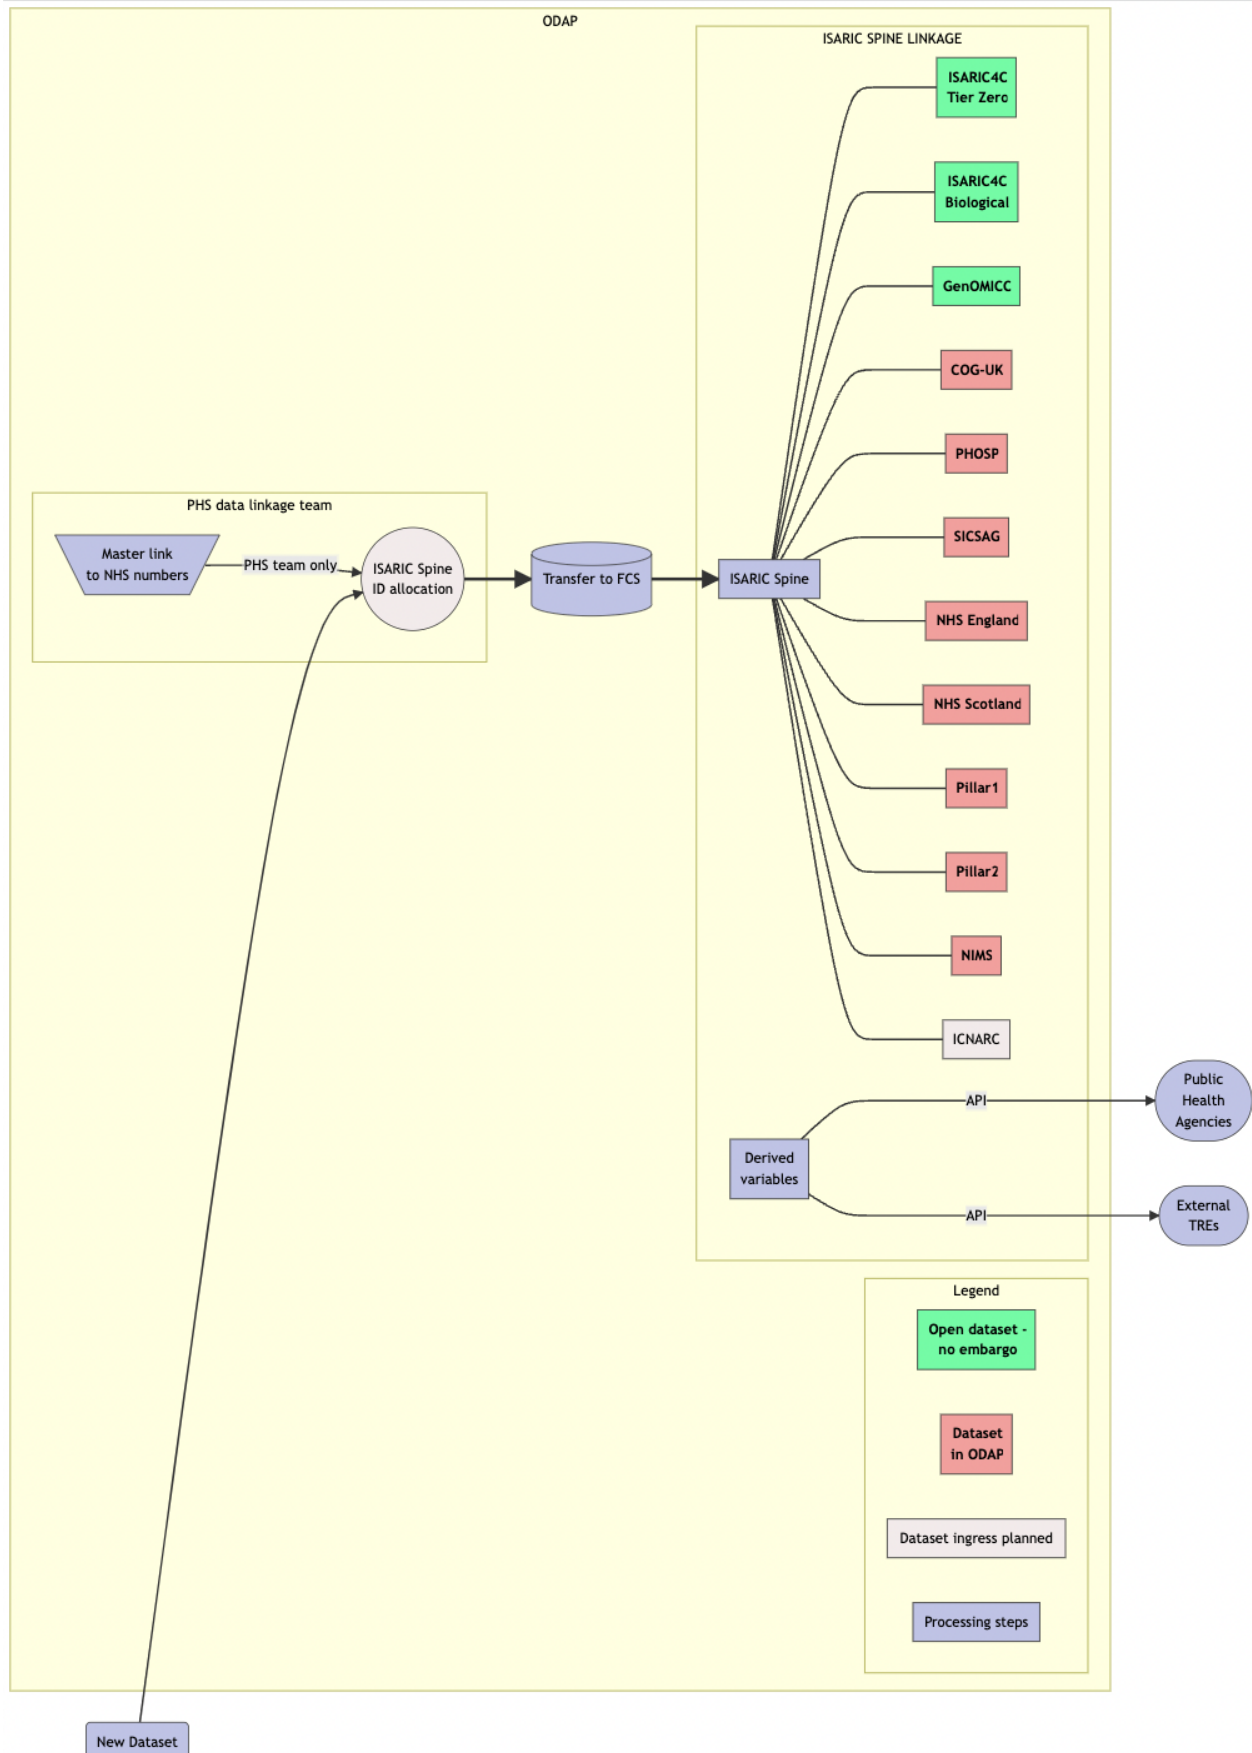 ODAP
ISARIC SPINE LINKAGE
ISARIC4C
Tier Zero
ISARIC4C
Biological
GenOMICC
COG-UK
PHOSP
SICSAG
NHS England
NHS Scotland
Pillar1
Pillar2
NIMS
ICNARC
PHS data linkage team
Master link
to NHS numbers
PHS team only
ISARIC Spine
ID allocation
Transfer to FCS
ISARIC Spine
Derived
variables
API
API
Public
Health
Agencies
External
TREs
Legend
Open dataset -
no embargo
Dataset
in ODAP
Dataset ingress planned
Processing steps
New Dataset